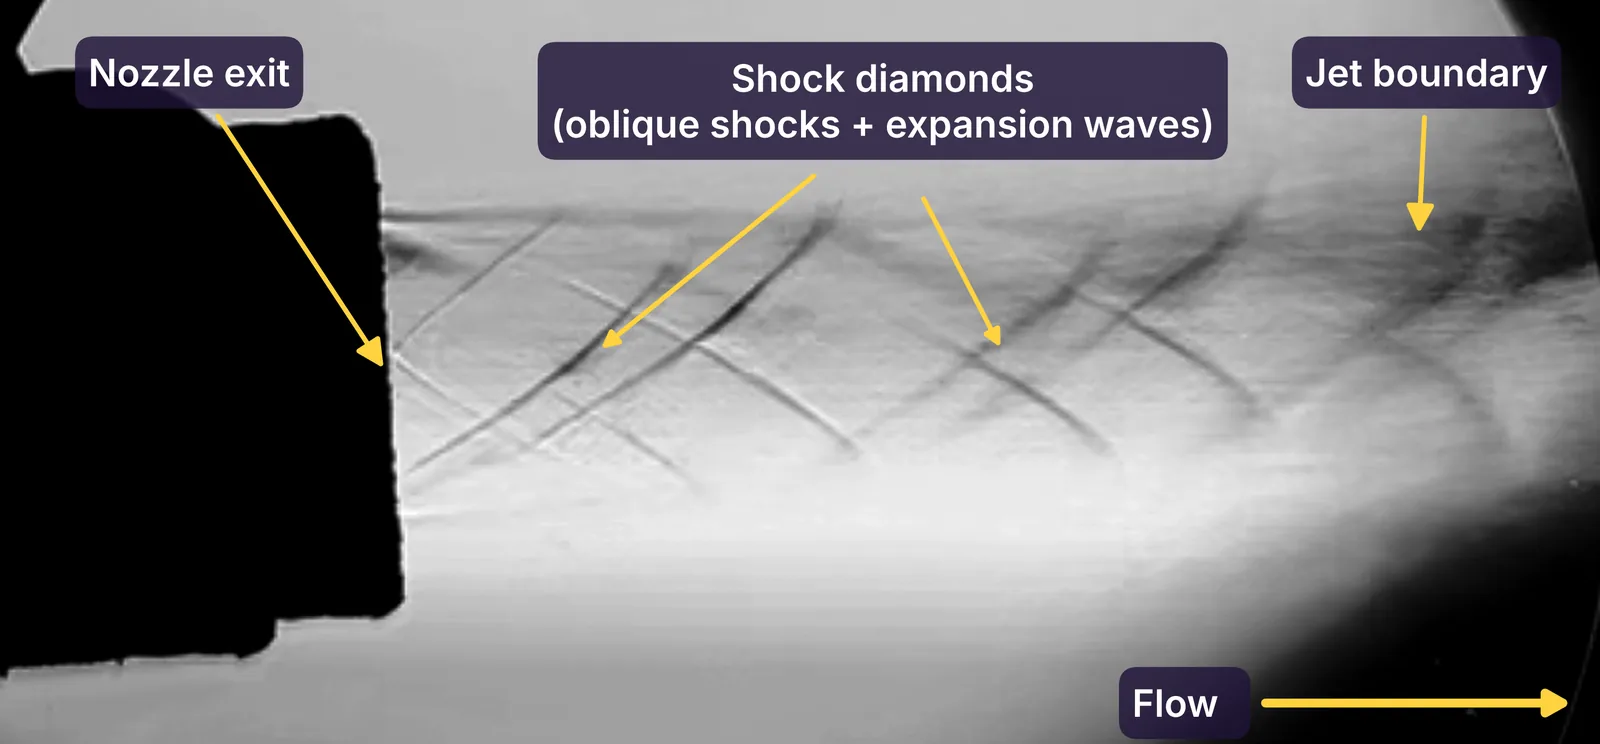 Nozzle exit
Shock diamonds
(oblique shocks + expansion waves)
Jet boundary
Flow